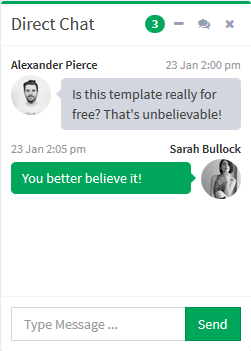 Direct Chat 3
Alexander Pierce 23 Jan 2:00 pm
Is this template really for
free? That's unbelievable!
23 Jan 2:05 pm Sarah Bullock
You better believe it!
Type Message ... Send